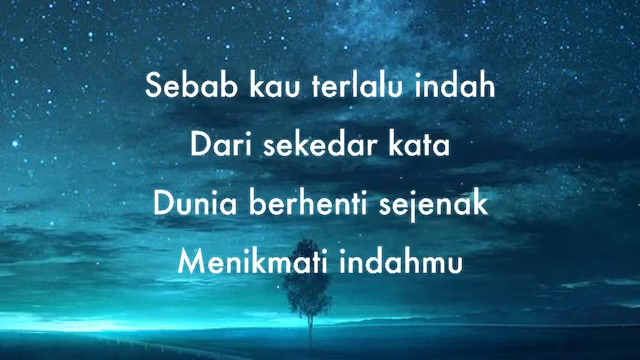 Sebab kau terlalu indah
Dari sekedar kata
Dunia berhenti sejenak
Menikmati indahmu